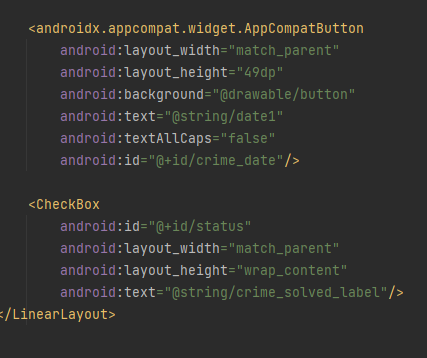 <androidx.appcompat.widget.AppCompatButton
android:layout_width="match_parent"
android:layout_height="49dp"
android:background="@drawable/button"
android:text="@string/date1"
android:textAllCaps="false"
android:id="@+id/crime_date"/>
<CheckBox
android:id="@+id/status"
android:layout_width="match_parent"
android:layout_height="wrap_content"
android:text="@string/crime_solved_label"/>
</LinearLayout>